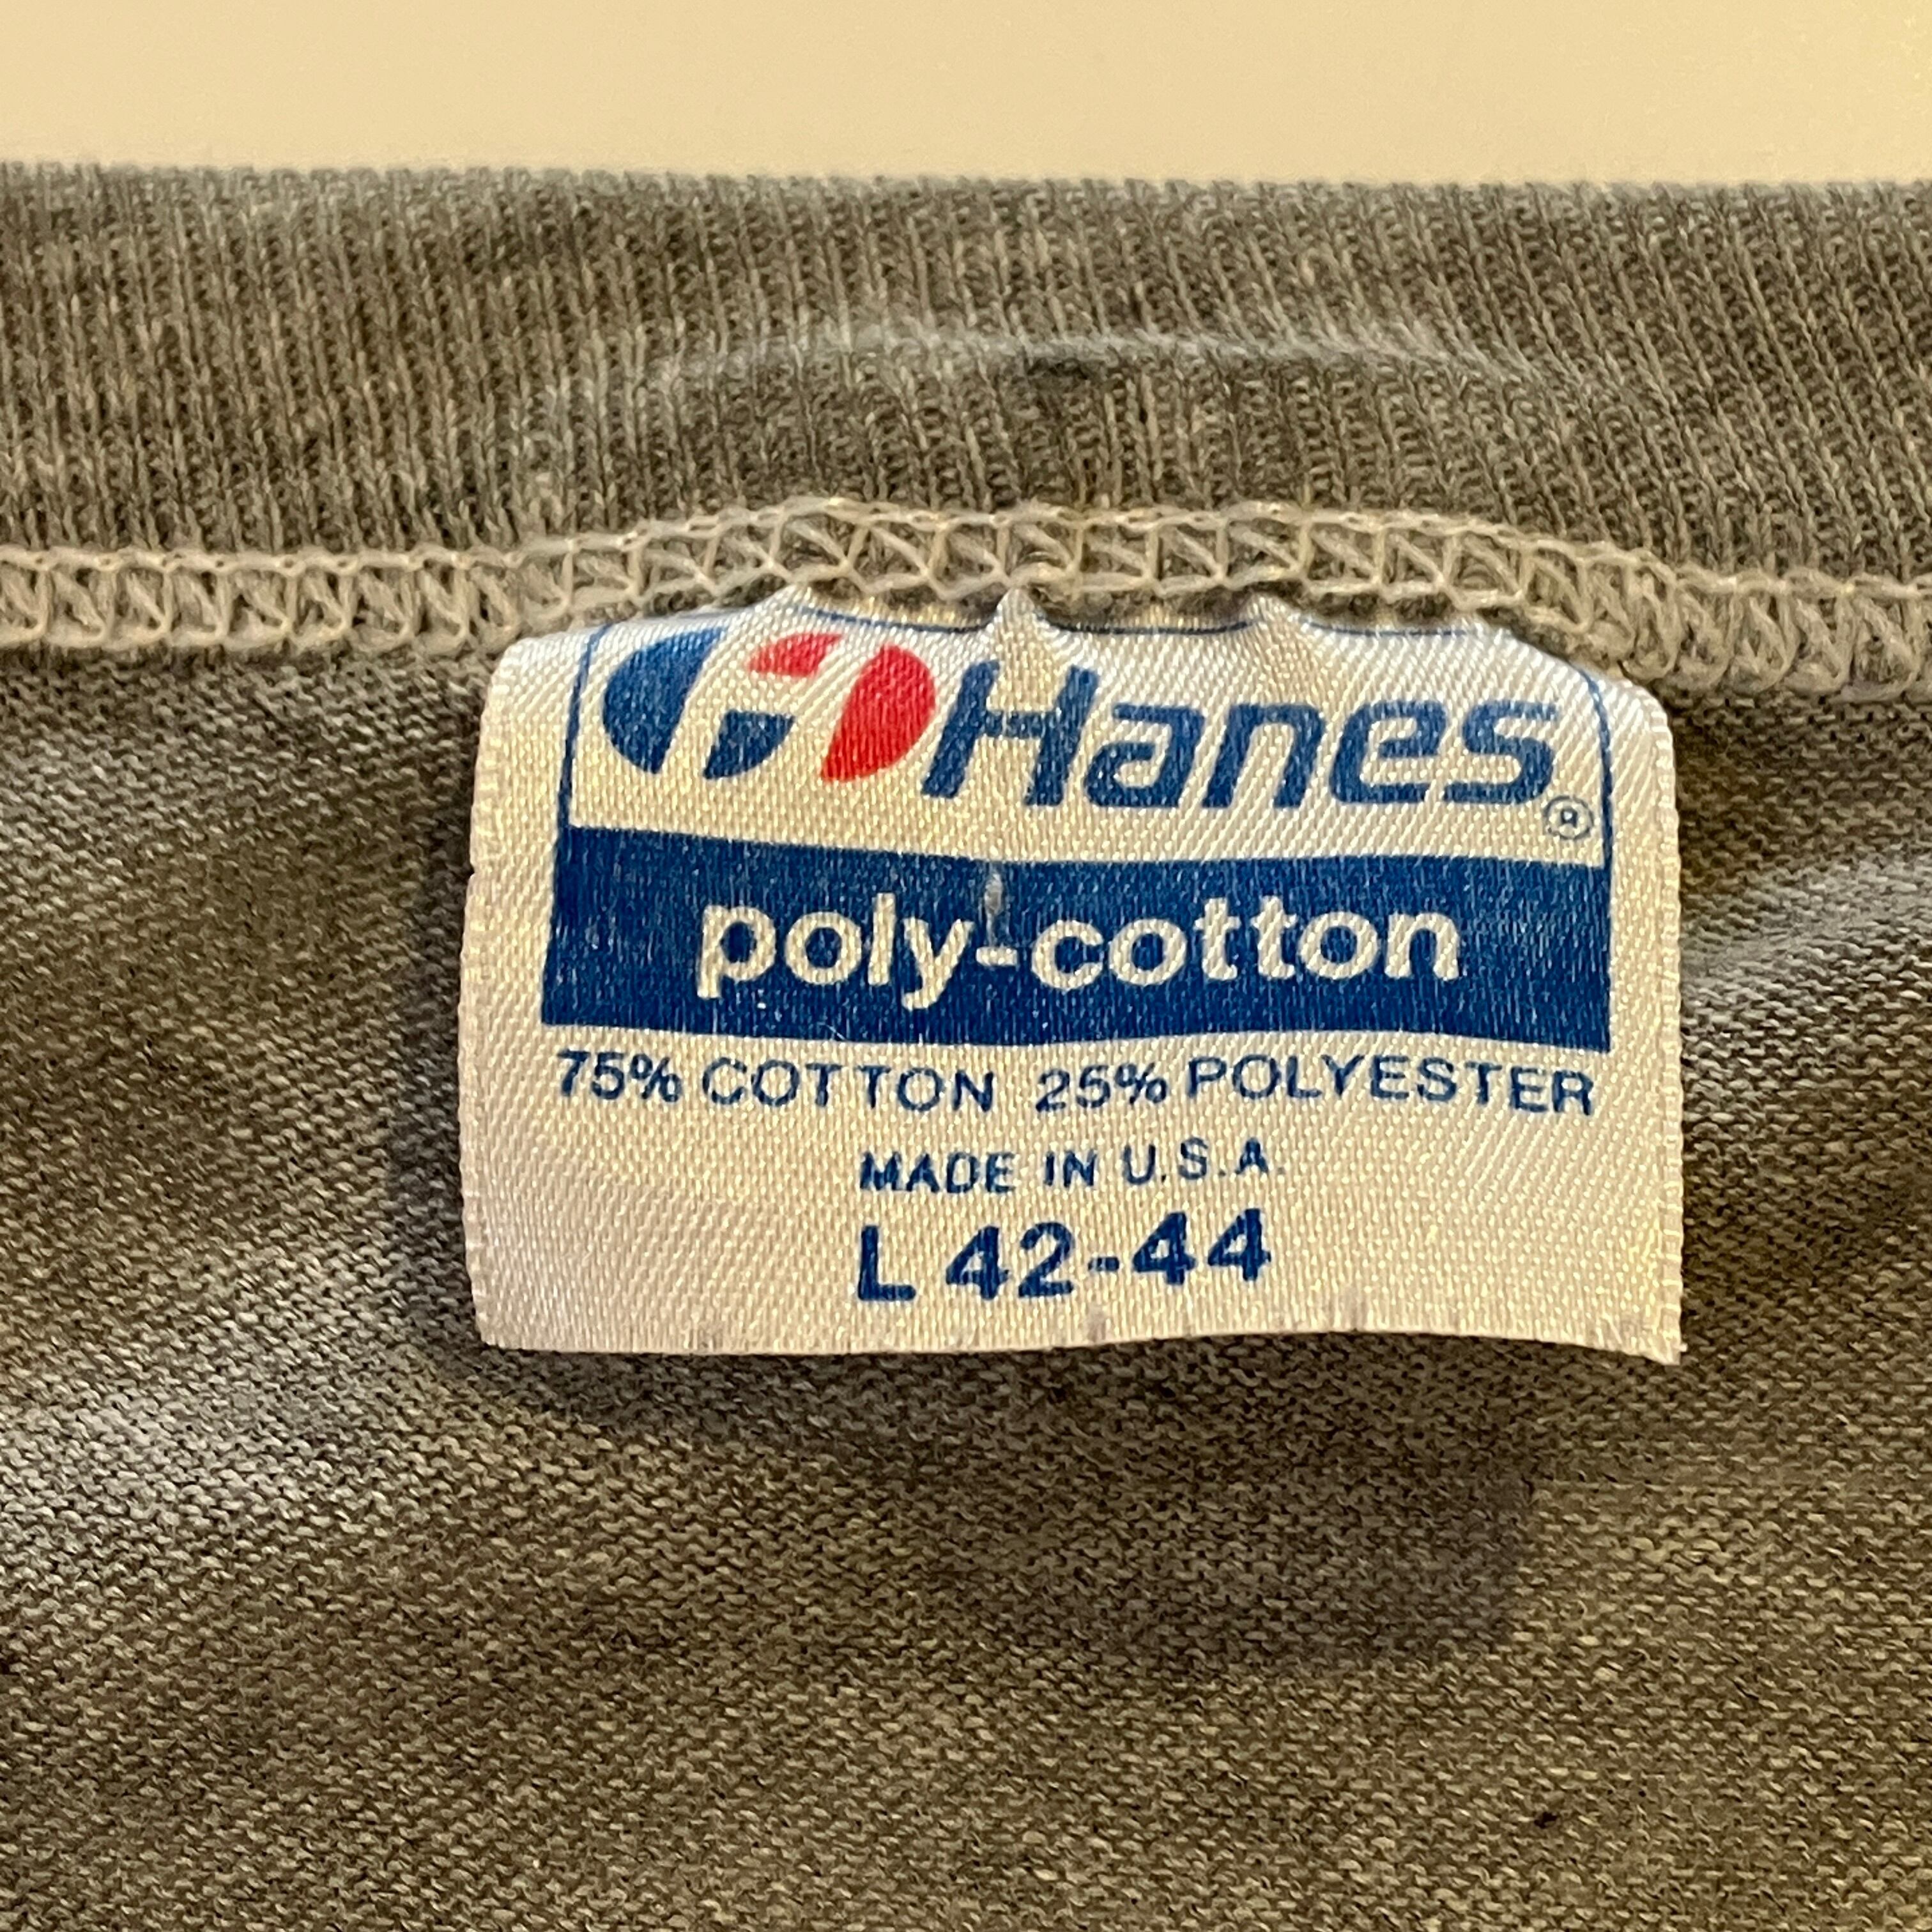 Hanes®
poly-cotton
75% COTTON 25% POLYESTER
MADE IN U.S.A.
L 42-44